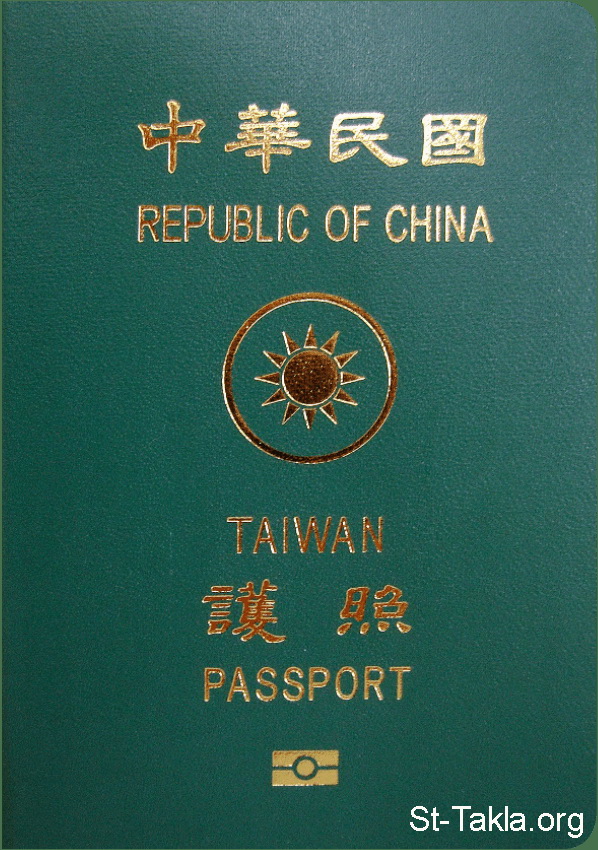 中華民國
REPUBLIC OF CHINA
TAIWAN
護照
PASSPORT
St-Takla.org